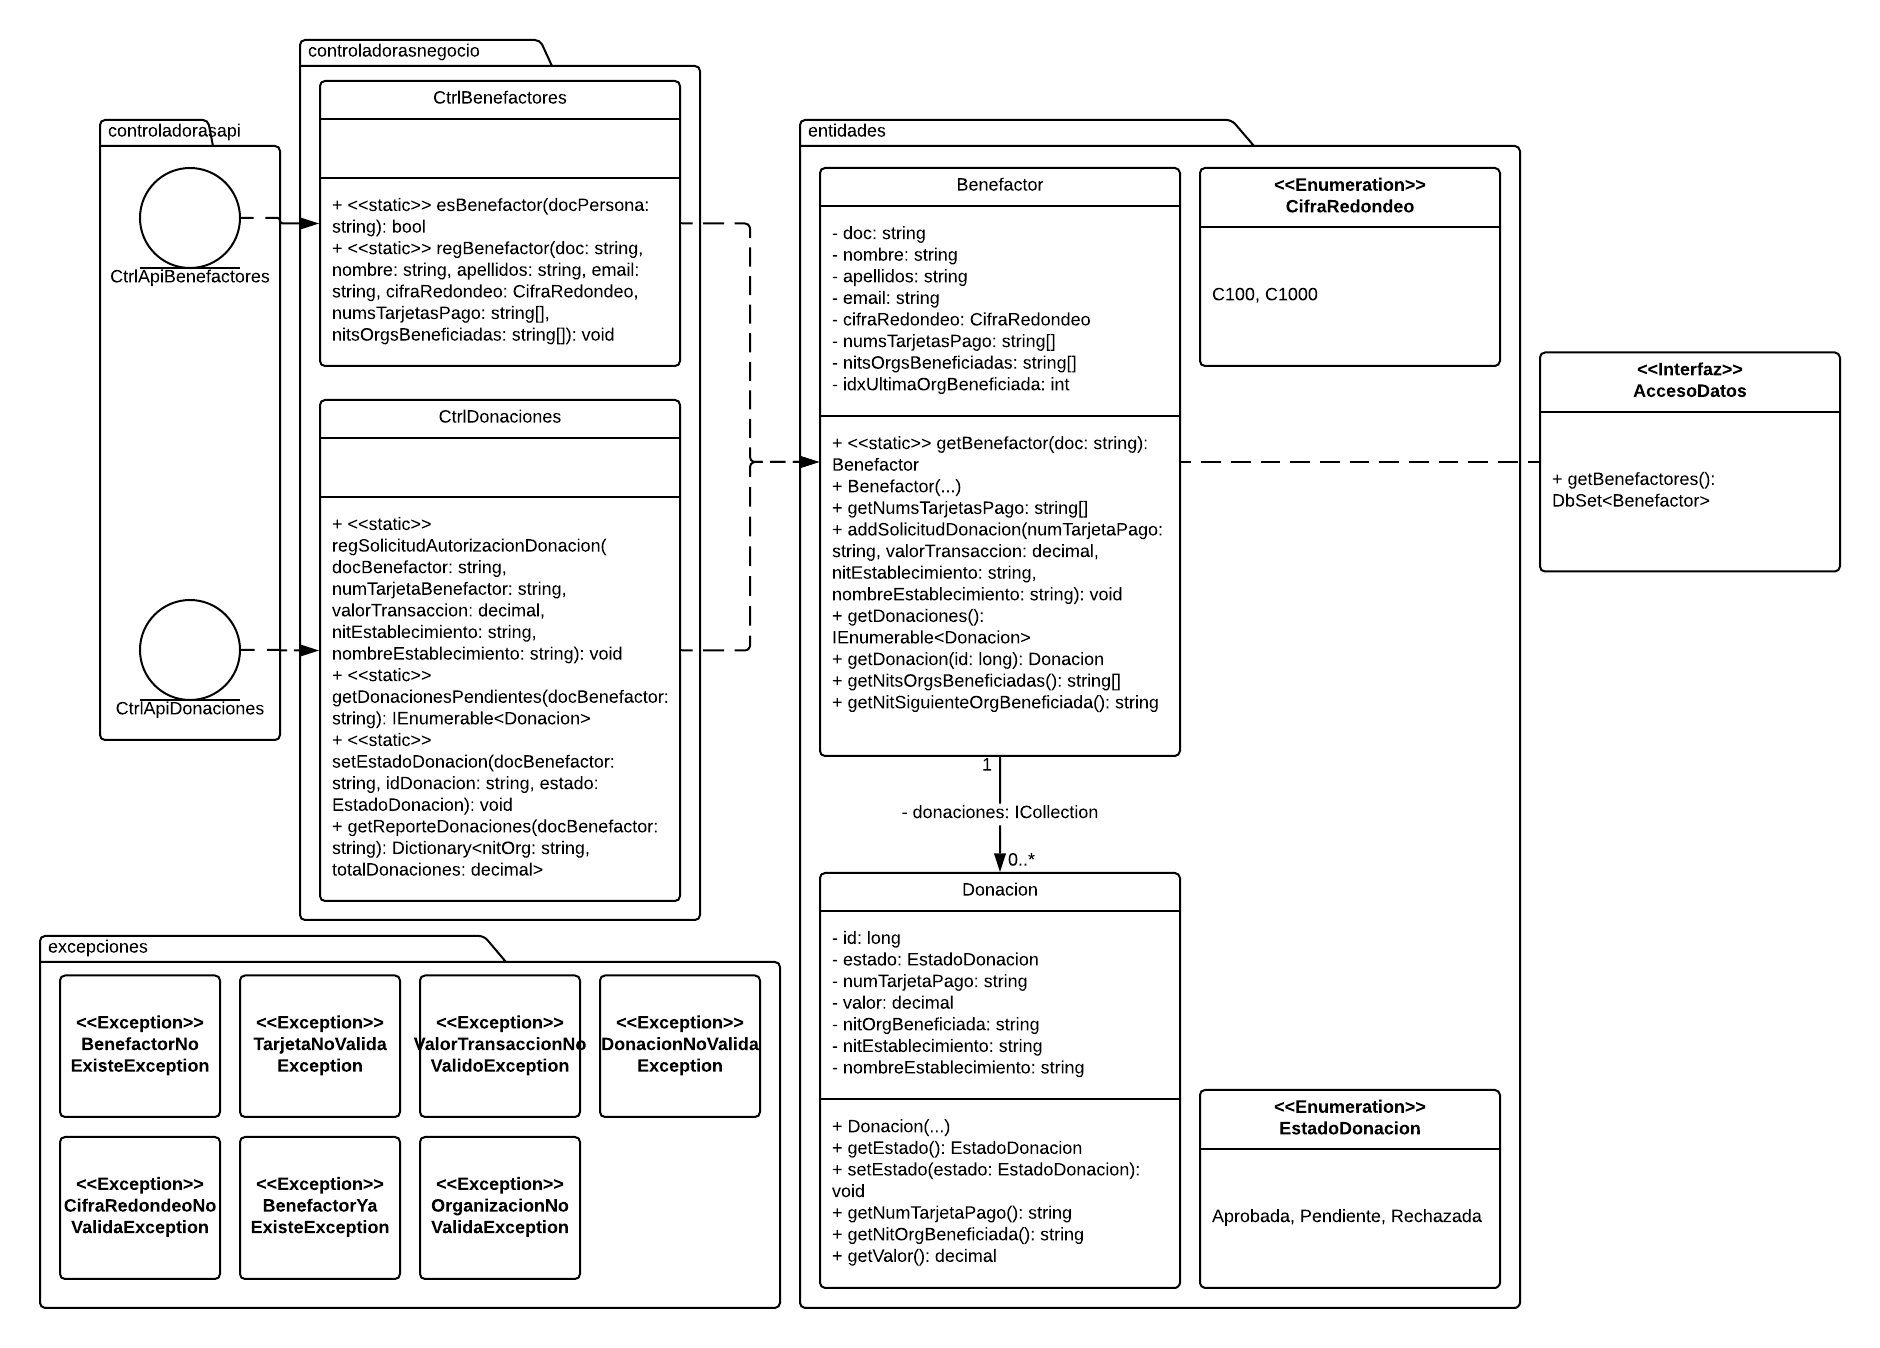 controladorasnegocio
CtrlBenefactores
+ <<static>> esBenefactor(docPersona:
string): bool
+ <<static>> regBenefactor(doc: string,
nombre: string, apellidos: string, email:
string, cifraRedondeo: CifraRedondeo,
numsTarjetasPago: string[],
nitsOrgsBeneficiadas: string[]): void
controladorasapi
CtrlApiBenefactores
CtrlApiDonaciones
CtrlDonaciones
+ <<static>>
regSolicitudAutorizacionDonacion(
docBenefactor: string,
numTarjetaBenefactor: string,
valorTransaccion: decimal,
nitEstablecimiento: string,
nombreEstablecimiento: string): void
+ <<static>>
getDonacionesPendientes(docBenefactor:
string): IEnumerable<Donacion>
+ <<static>>
setEstadoDonacion(docBenefactor:
string, idDonacion: string, estado:
EstadoDonacion): void
+ getReporteDonaciones(docBenefactor:
string): Dictionary<nitOrg: string,
totalDonaciones: decimal>
entidades
Benefactor
- doc: string
- nombre: string
- apellidos: string
- email: string
- cifraRedondeo: CifraRedondeo
- numsTarjetasPago: string[]
- nitsOrgsBeneficiadas: string[]
- idxUltimaOrgBeneficiada: int
+ <<static>> getBenefactor(doc: string):
Benefactor
+ Benefactor(...)
+ getNumsTarjetasPago: string[]
+ addSolicitudDonacion(numTarjetaPago:
string, valorTransaccion: decimal,
nitEstablecimiento: string,
nombreEstablecimiento: string): void
+ getDonaciones():
IEnumerable<Donacion>
+ getDonacion(id: long): Donacion
+ getNitsOrgsBeneficiadas(): string[]
+ getNitSiguienteOrgBeneficiada(): string
<<Enumeration>>
CifraRedondeo
C100, C1000
<<Interfaz>>
AccesoDatos
+ getBenefactores():
DbSet<Benefactor>
1
- donaciones: ICollection
0..*
Donacion
- id: long
- estado: EstadoDonacion
- numTarjetaPago: string
- valor: decimal
- nitOrgBeneficiada: string
- nitEstablecimiento: string
- nombreEstablecimiento: string
+ Donacion(...)
+ getEstado(): EstadoDonacion
+ setEstado(estado: EstadoDonacion):
void
+ getNumTarjetaPago(): string
+ getNitOrgBeneficiada(): string
+ getValor(): decimal
<<Enumeration>>
EstadoDonacion
Aprobada, Pendiente, Rechazada
excepciones
<<Exception>>
BenefactorNo
ExisteException
<<Exception>>
TarjetaNoValida
Exception
<<Exception>>
ValorTransaccionNo
ValidoException
<<Exception>>
DonacionNoValida
Exception
<<Exception>>
CifraRedondeoNo
ValidaException
<<Exception>>
BenefactorYa
ExisteException
<<Exception>>
OrganizacionNo
ValidaException